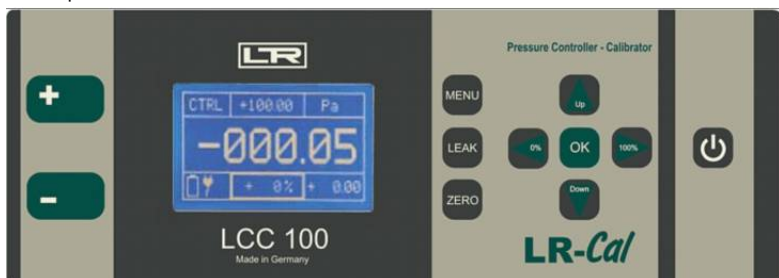 +
-
LTR
CTRL +100.00 Pa
-000.05
+ 0% + 0.00
LCC 100
Made in Germany
Pressure Controller - Calibrator
MENU
LEAK
ZERO
Up
0% OK 100%
Down
LR-Cal